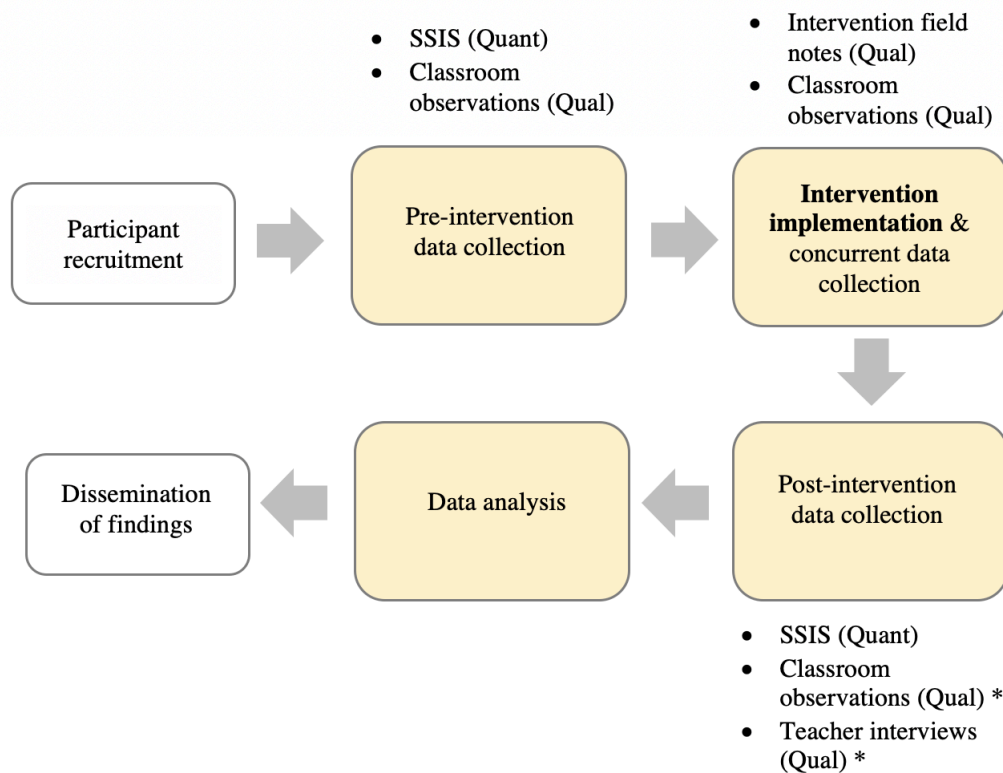 • SSIS (Quant)
• Classroom
observations (Qual)
• Intervention field
notes (Qual)
• Classroom
observations (Qual)
Participant
recruitment
Pre-intervention
data collection
Intervention
implementation &
concurrent data
collection
Post-intervention
data collection
• SSIS (Quant)
• Classroom
observations (Qual) *
• Teacher interviews
(Qual) *
Data analysis
Dissemination
of findings